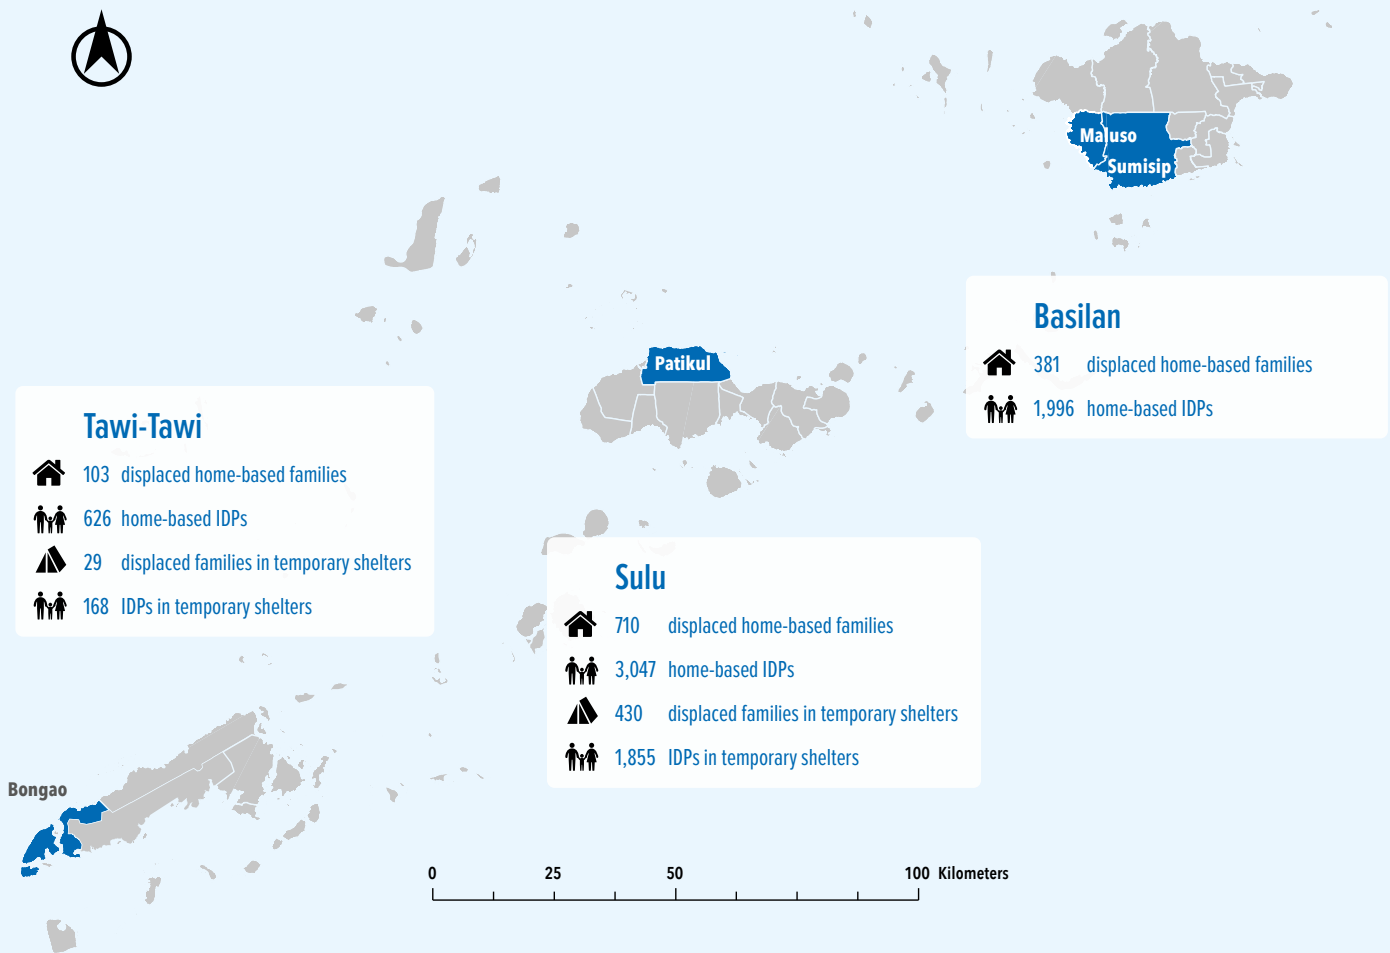 Maluso
Sumisip
Basilan
381 displaced home-based families
1,996 home-based IDPs
Patikul
Tawi-Tawi
103 displaced home-based families
626 home-based IDPs
29 displaced families in temporary shelters
168 IDPs in temporary shelters
Sulu
710 displaced home-based families
3,047 home-based IDPs
430 displaced families in temporary shelters
1,855 IDPs in temporary shelters
Bongao
0 25 50 100 Kilometers